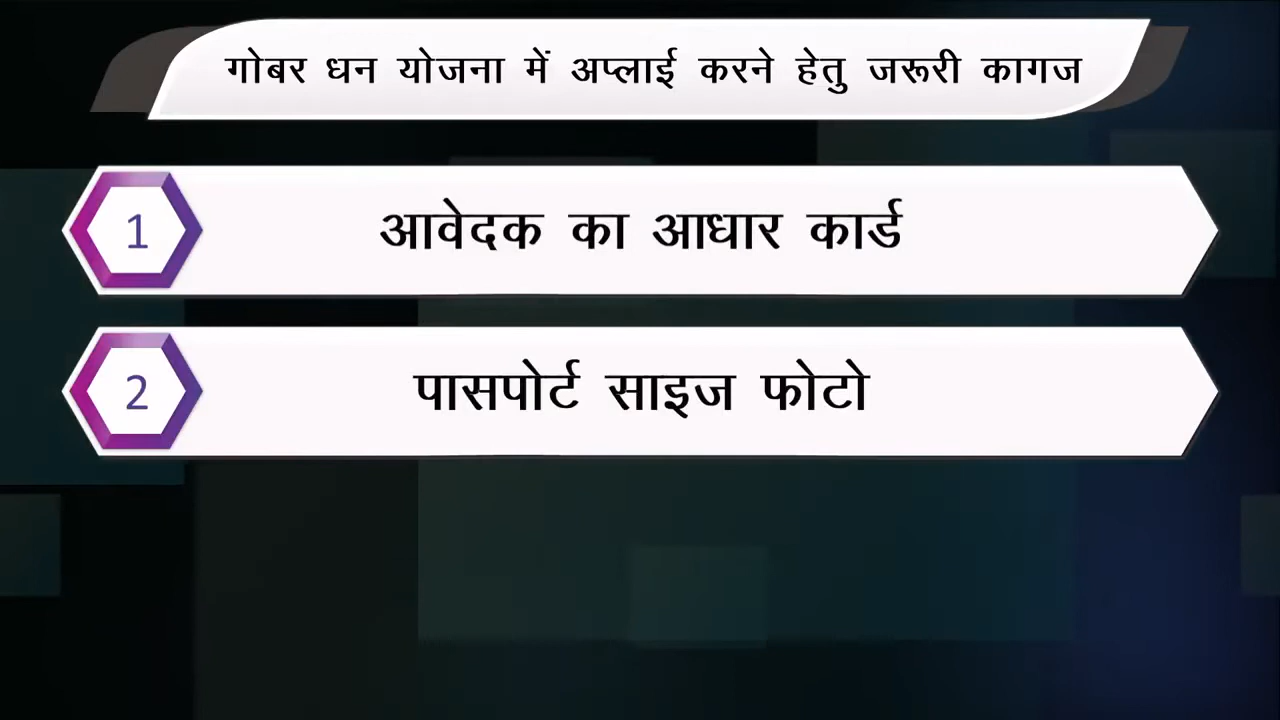 गोबर धन योजना में अप्लाई करने हेतु जरूरी कागज
1
आवेदक का आधार कार्ड
2
पासपोर्ट साइज फोटो